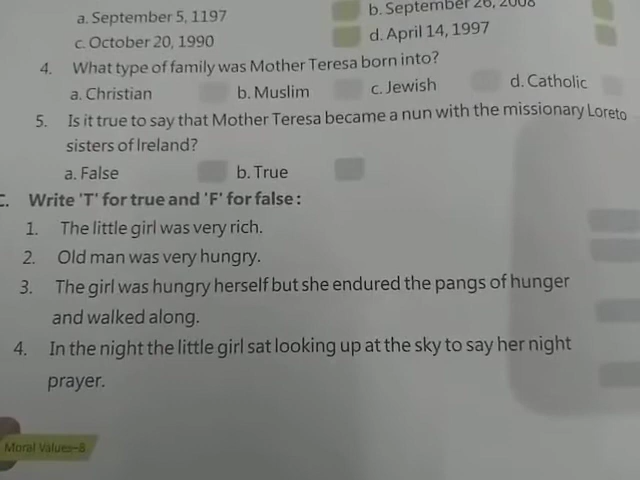 a. September 5, 1197
b. September 26, 2008
c. October 20, 1990
d. April 14, 1997
4. What type of family was Mother Teresa born into?
a. Christian b. Muslim c. Jewish d. Catholic
5. Is it true to say that Mother Teresa became a nun with the missionary Loreto
sisters of Ireland?
a. False b. True
C. Write 'T' for true and 'F' for false :
1. The little girl was very rich.
2. Old man was very hungry.
3. The girl was hungry herself but she endured the pangs of hunger
and walked along.
4. In the night the little girl sat looking up at the sky to say her night
prayer.
Moral Values–8